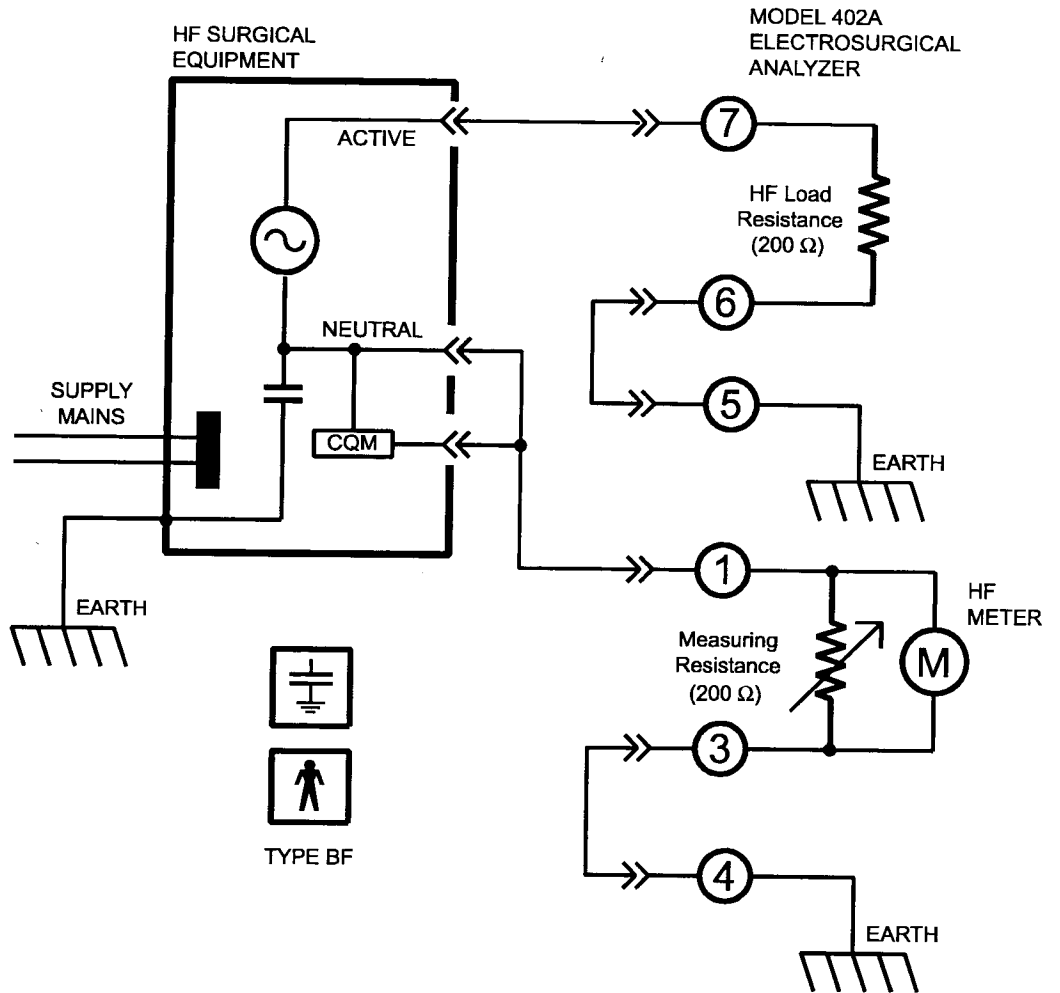 HF SURGICAL
EQUIPMENT
MODEL 402A
ELECTROSURGICAL
ANALYZER
ACTIVE
7
HF Load
Resistance
(200 Ω)
6
NEUTRAL
SUPPLY
MAINS
CQM
5
EARTH
1
EARTH
HF
METER
Measuring
Resistance
(200 Ω)
M
3
TYPE BF
4
EARTH